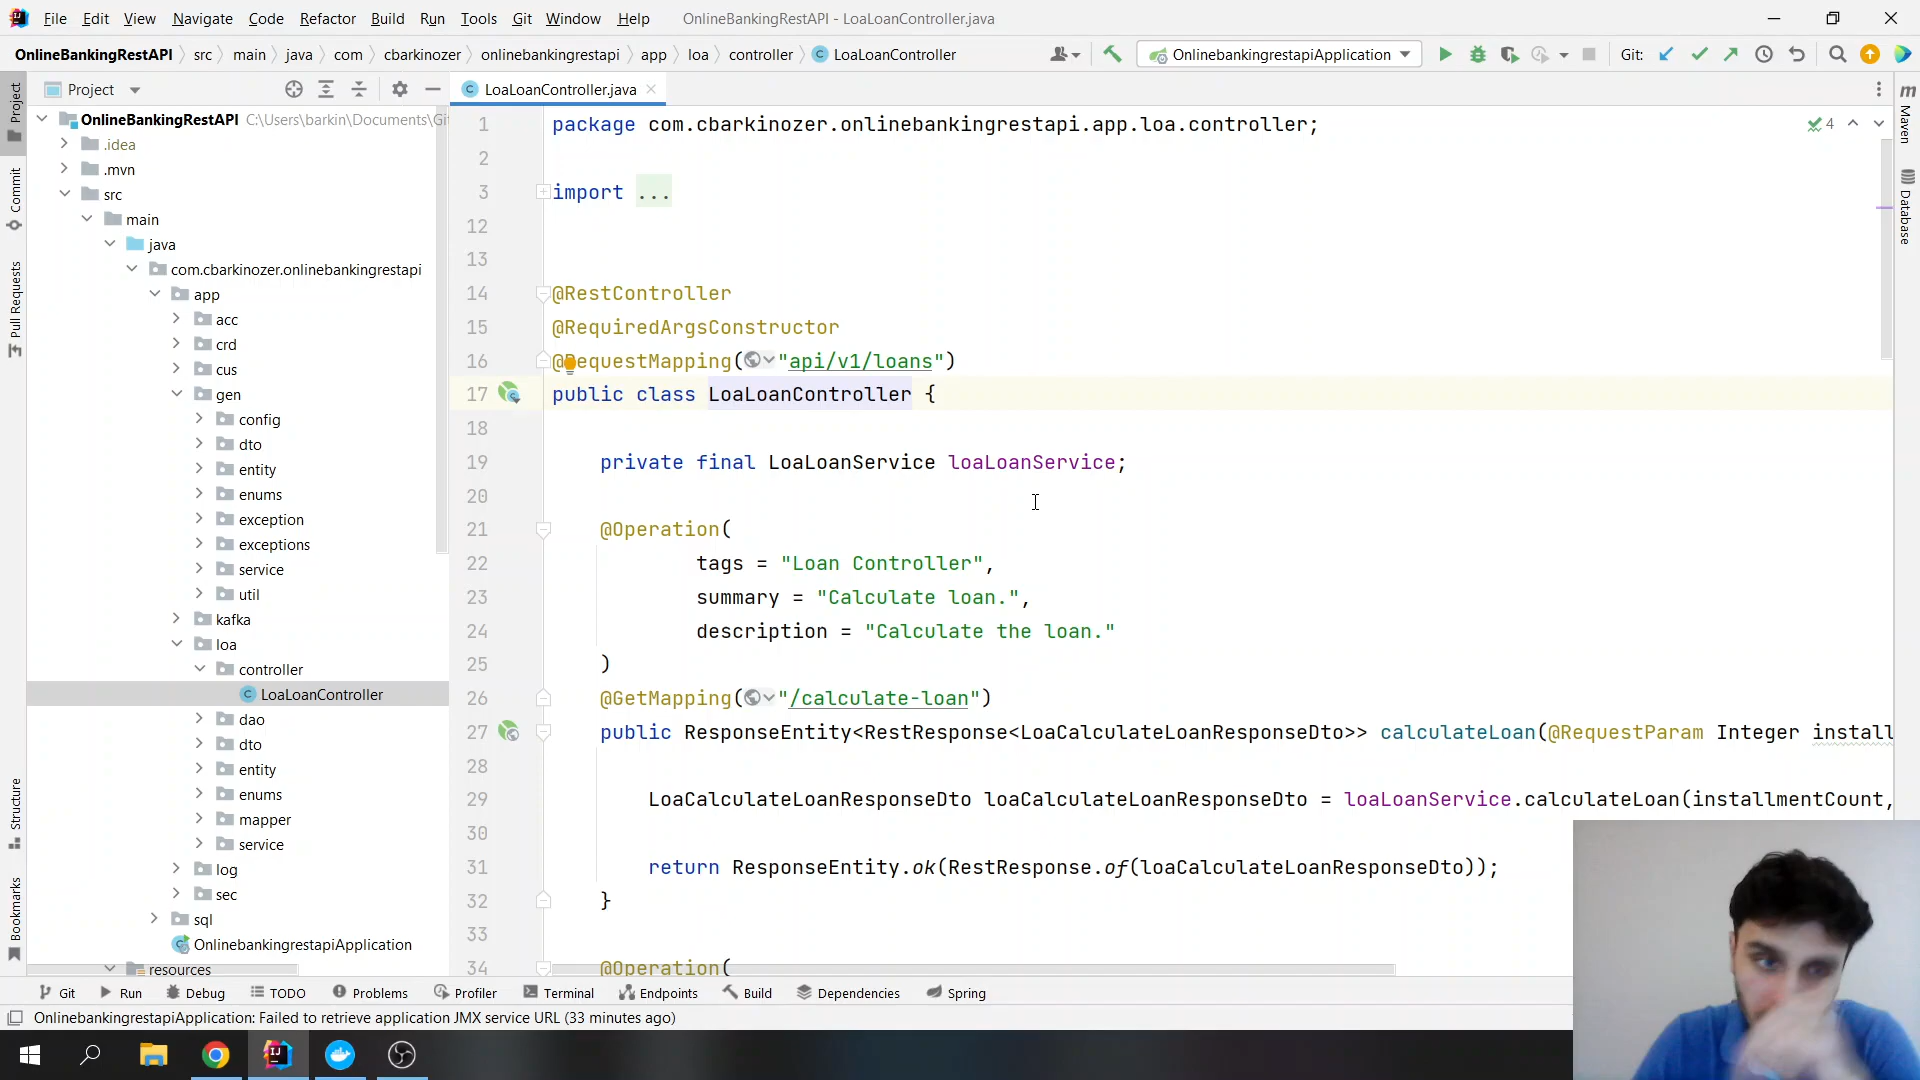 File Edit View Navigate Code Refactor Build Run Tools Git Window Help OnlineBankingRestAPI - LoaLoanController.java
OnlineBankingRestAPI src main java com cbarkinozer onlinebankingrestapi app loa controller LoaLoanController OnlinebankingrestapiApplication Git:
Project
LoaLoanController.java
OnlineBankingRestAPI C:\Users\barkin\Documents\Gi
.idea
.mvn
src
main
java
com.cbarkinozer.onlinebankingrestapi
app
acc
crd
cus
gen
config
dto
entity
enums
exception
exceptions
service
util
kafka
loa
controller
LoaLoanController
dao
dto
entity
enums
mapper
service
log
sec
sql
OnlinebankingrestapiApplication
resources
Project
Commit
Pull Requests
Structure
Bookmarks
1 package com.cbarkinozer.onlinebankingrestapi.app.loa.controller;
2
3 import ...
12
13
14 @RestController
15 @RequiredArgsConstructor
16 @RequestMapping("api/v1/loans")
17 public class LoaLoanController {
18
19 private final LoaLoanService loaLoanService;
20
21 @Operation(
22 tags = "Loan Controller",
23 summary = "Calculate loan.",
24 description = "Calculate the loan."
25 )
26 @GetMapping("/calculate-loan")
27 public ResponseEntity<RestResponse<LoaCalculateLoanResponseDto>> calculateLoan(@RequestParam Integer install
28
29 LoaCalculateLoanResponseDto loaCalculateLoanResponseDto = loaLoanService.calculateLoan(installmentCount,
30
31 return ResponseEntity.ok(RestResponse.of(loaCalculateLoanResponseDto));
32 }
33
34 @Operation(
4
m Maven
Database
Git Run Debug TODO Problems Profiler Terminal Endpoints Build Dependencies Spring
OnlinebankingrestapiApplication: Failed to retrieve application JMX service URL (33 minutes ago)